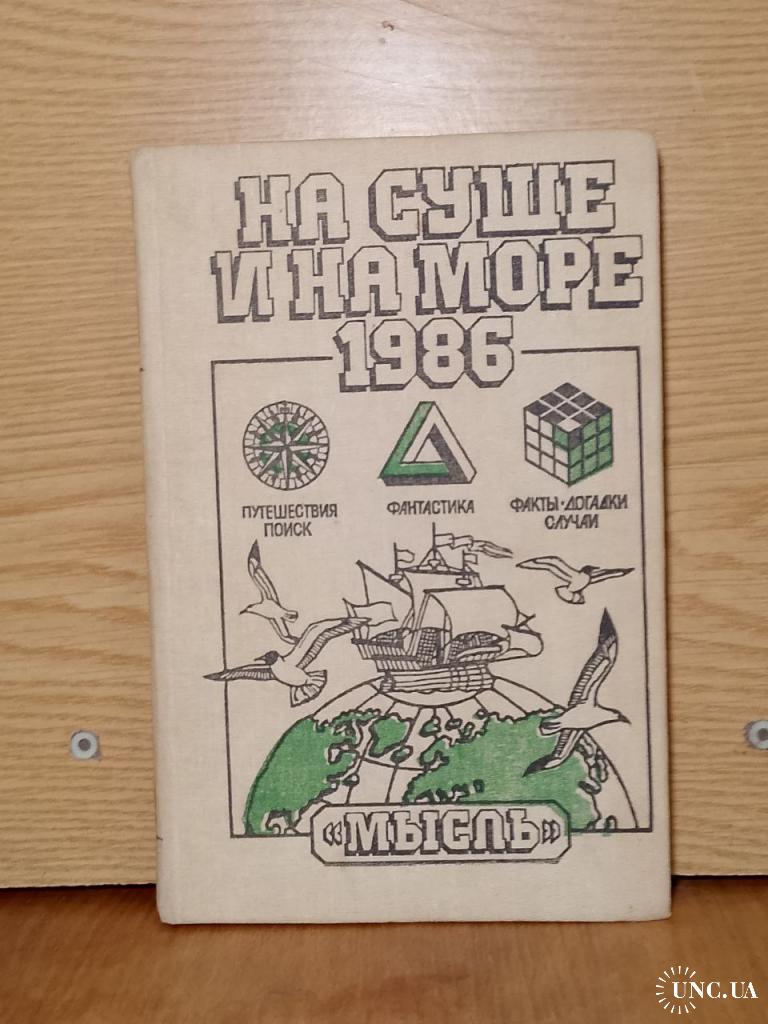 НА СУШЕ
И НА МОРЕ
1986
ПУТЕШЕСТВИЯ
ПОИСК
ФАНТАСТИКА
ФАКТЫ·ДОГАДКИ
СЛУЧАИ
«МЫСЛЬ»
UNC.UA